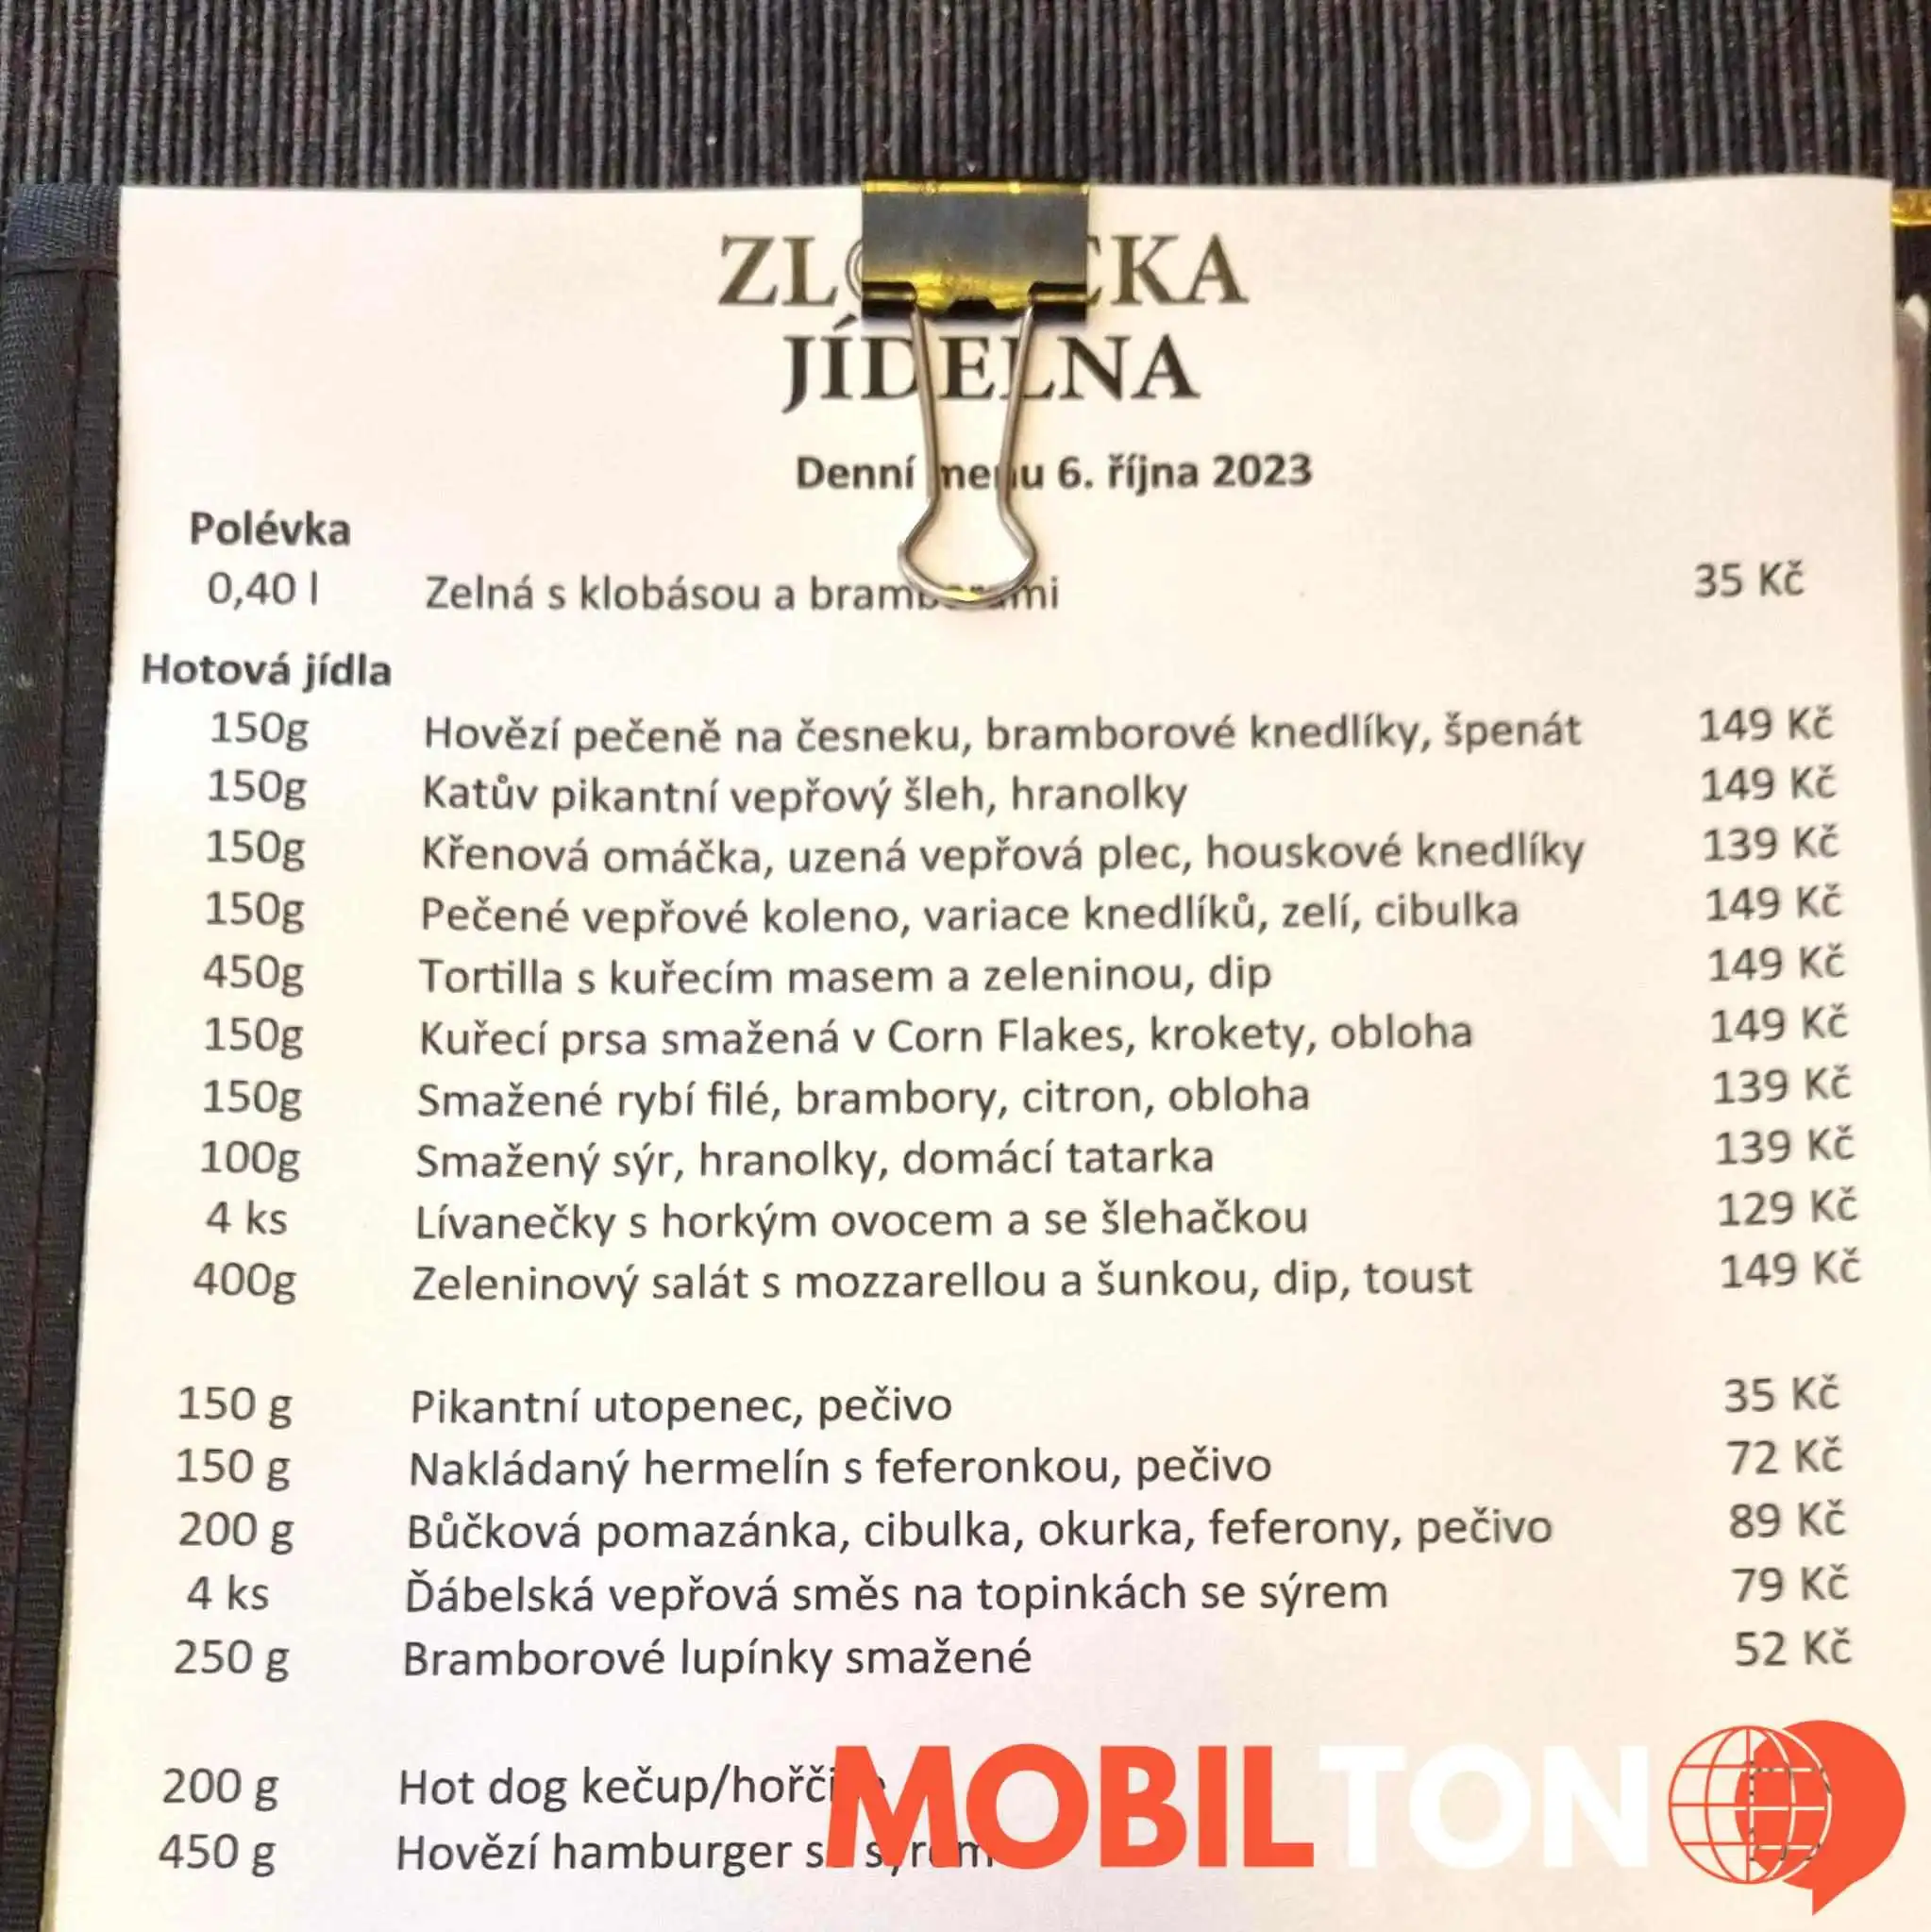 JÍDELNA
Denní menu 6. října 2023
Polévka
0,40 l Zelná s klobásou a bramborami 35 Kč
Hotová jídla
150g Hovězí pečeně na česneku, bramborové knedlíky, špenát 149 Kč
150g Katův pikantní vepřový šleh, hranolky 149 Kč
150g Křenová omáčka, uzená vepřová plec, houskové knedlíky 139 Kč
150g Pečené vepřové koleno, variace knedlíků, zelí, cibulka 149 Kč
450g Tortilla s kuřecím masem a zeleninou, dip 149 Kč
150g Kuřecí prsa smažená v Corn Flakes, krokety, obloha 149 Kč
150g Smažené rybí filé, brambory, citron, obloha 139 Kč
100g Smažený sýr, hranolky, domácí tatarka 139 Kč
4 ks Lívanečky s horkým ovocem a se šlehačkou 129 Kč
400g Zeleninový salát s mozzarellou a šunkou, dip, toust 149 Kč
150 g Pikantní utopenec, pečivo 35 Kč
150 g Nakládaný hermelín s feferonkou, pečivo 72 Kč
200 g Bůčková pomazánka, cibulka, okurka, feferony, pečivo 89 Kč
4 ks Ďábelská vepřová směs na topinkách se sýrem 79 Kč
250 g Bramborové lupínky smažené 52 Kč
200 g Hot dog kečup/hořčice
450 g Hovězí hamburger se sýrem
MOBILTON